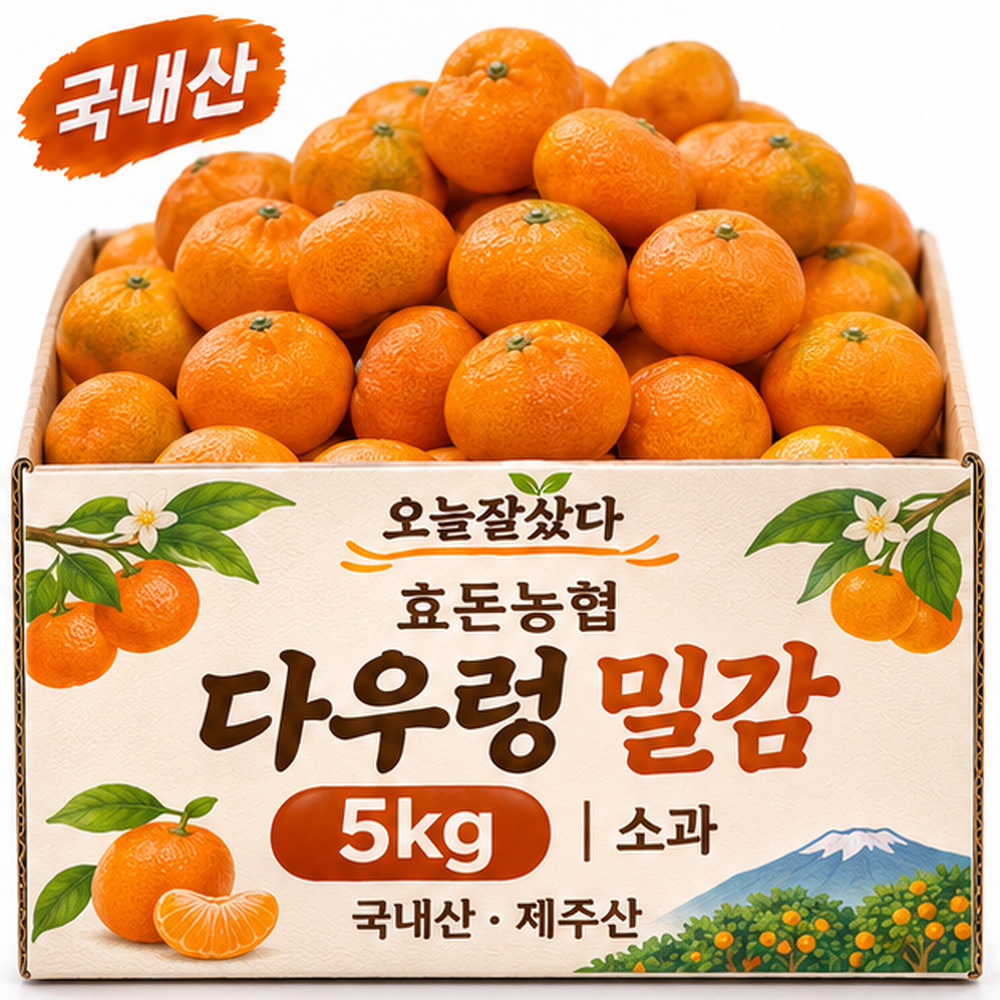 국내산
오늘잘샀다
효돈농협
다우렁 밀감
5kg | 소과
국내산 · 제주산